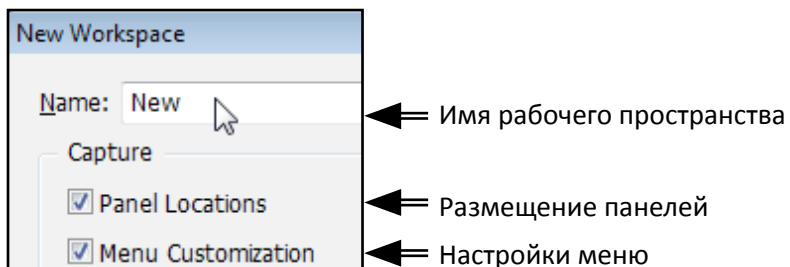 New Workspace
Name: New
Имя рабочего пространства
Capture
Panel Locations
Размещение панелей
Menu Customization
Настройки меню